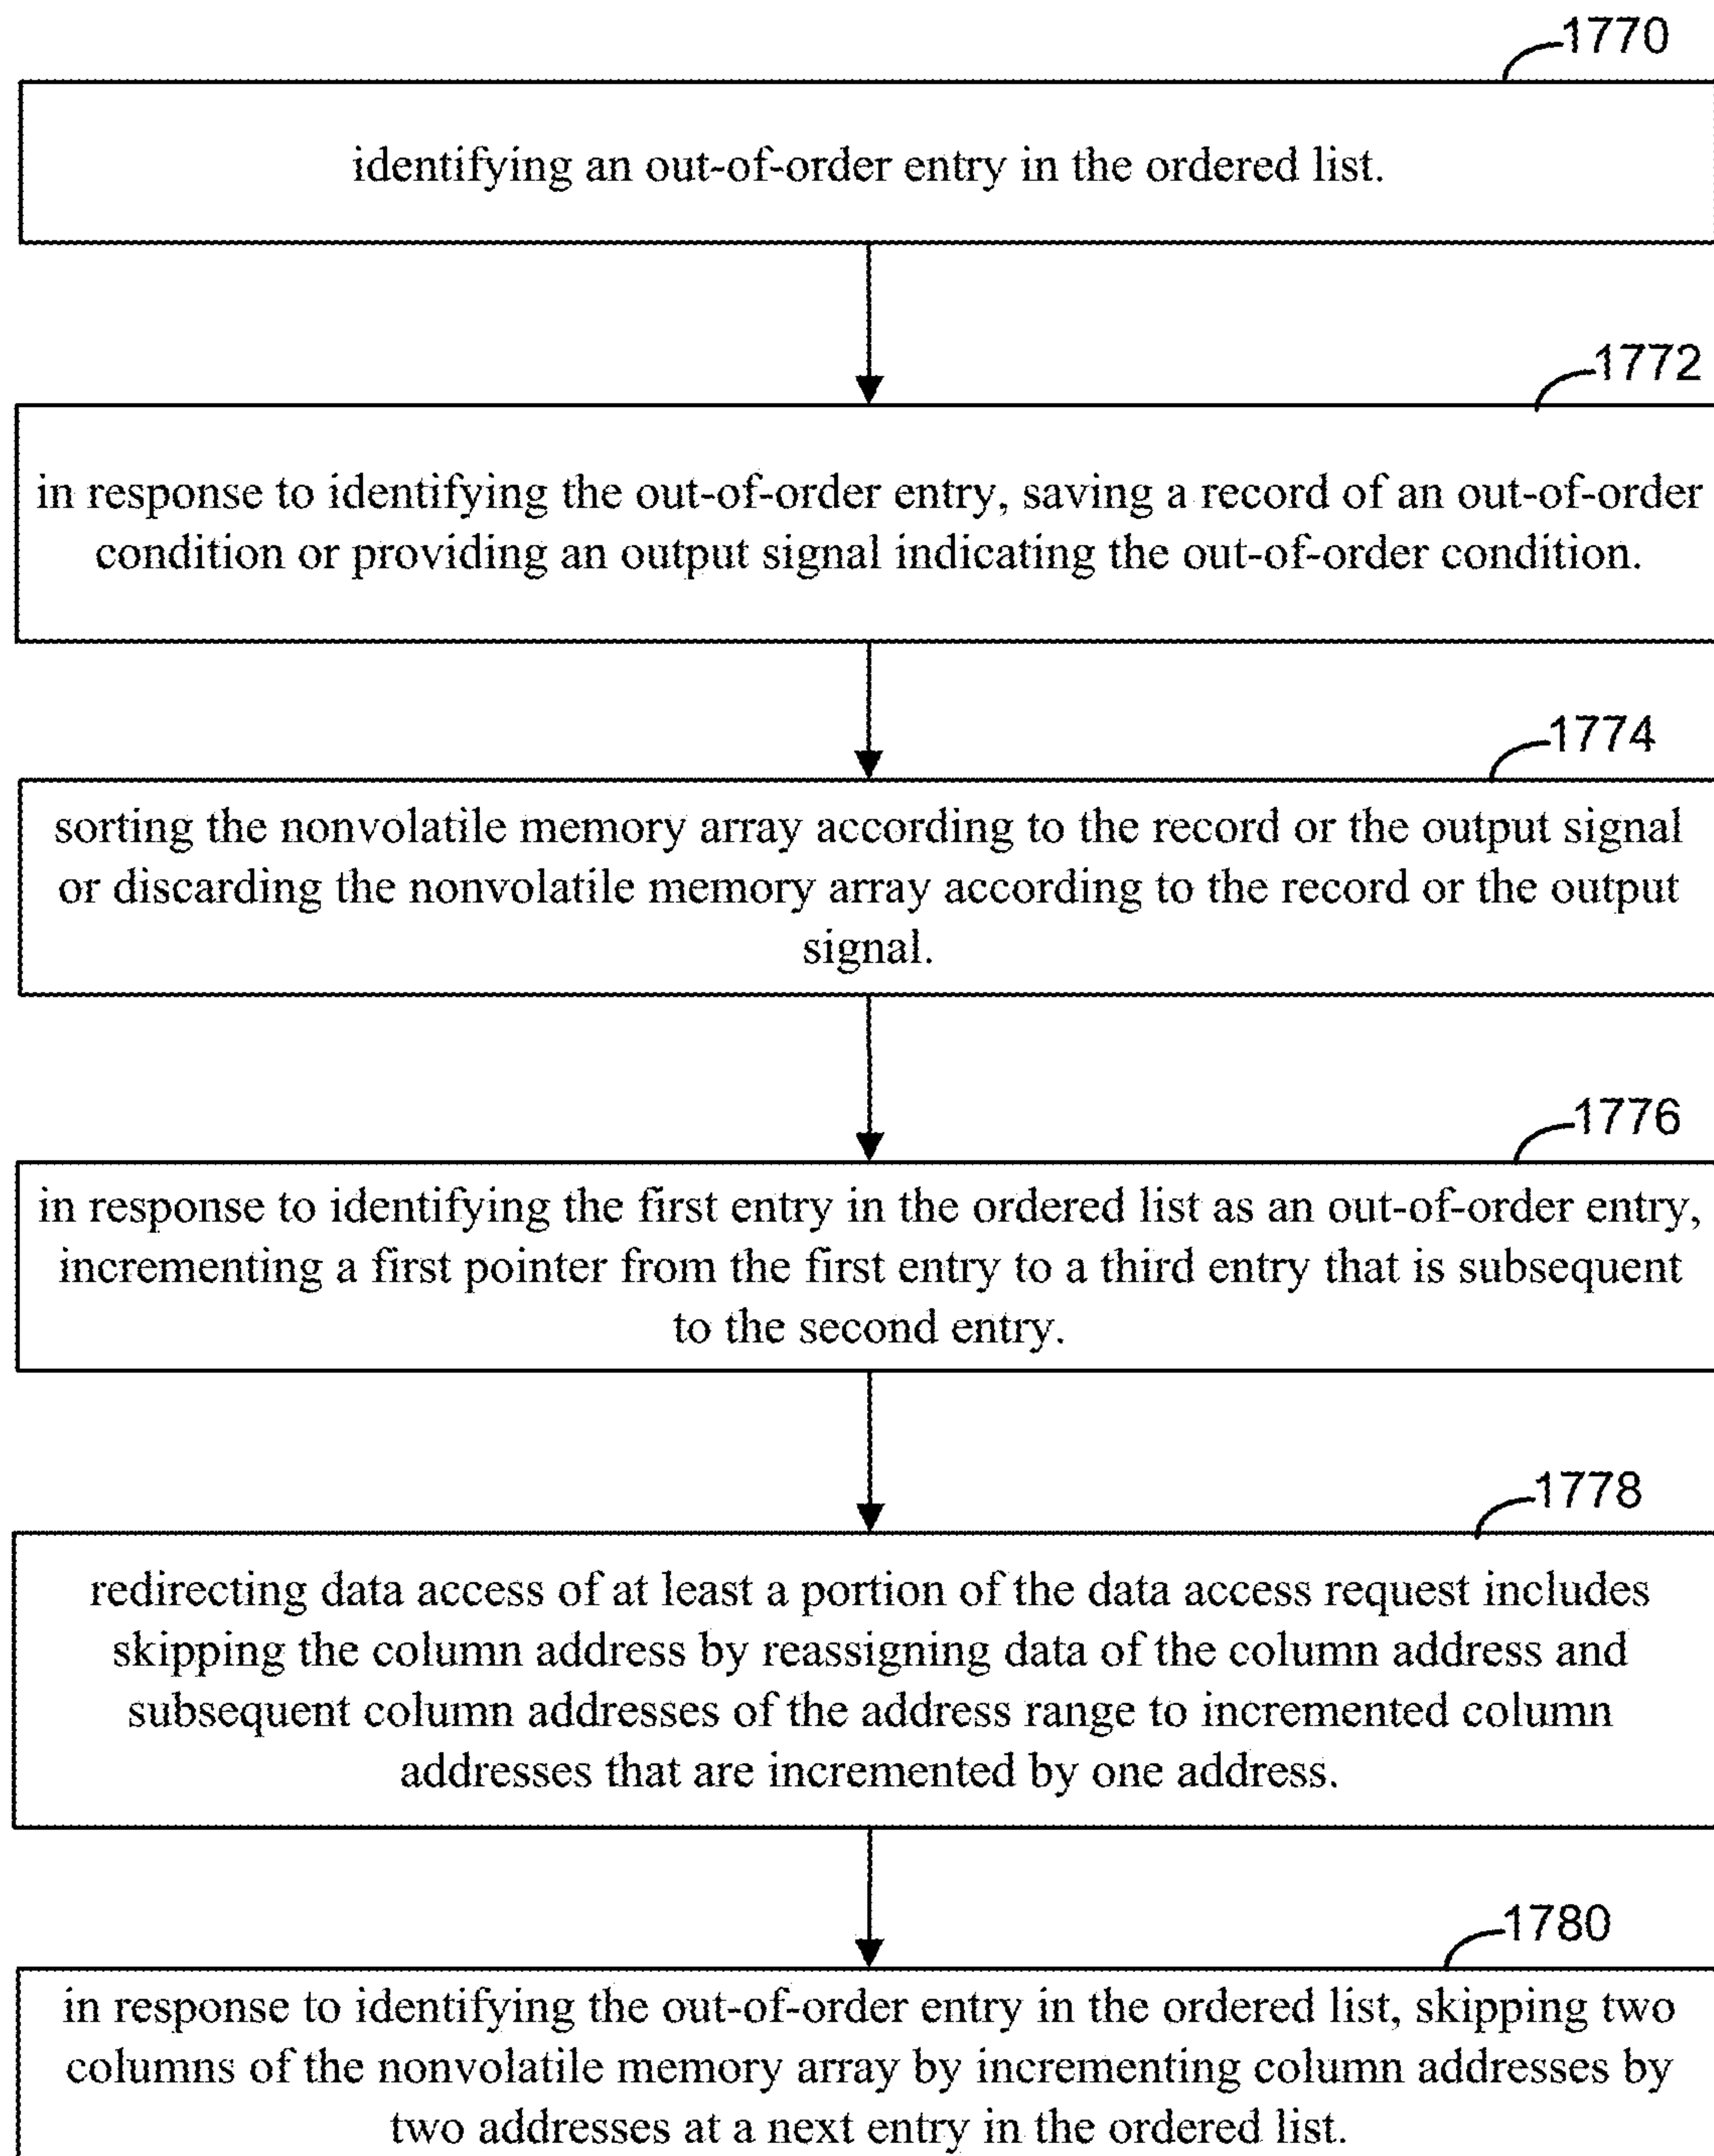 1770
identifying an out-of-order entry in the ordered list.
1772
in response to identifying the out-of-order entry, saving a record of an out-of-order
condition or providing an output signal indicating the out-of-order condition.
1774
sorting the nonvolatile memory array according to the record or the output signal
or discarding the nonvolatile memory array according to the record or the output
signal.
1776
in response to identifying the first entry in the ordered list as an out-of-order entry,
incrementing a first pointer from the first entry to a third entry that is subsequent
to the second entry.
1778
redirecting data access of at least a portion of the data access request includes
skipping the column address by reassigning data of the column address and
subsequent column addresses of the address range to incremented column
addresses that are incremented by one address.
1780
in response to identifying the out-of-order entry in the ordered list, skipping two
columns of the nonvolatile memory array by incrementing column addresses by
two addresses at a next entry in the ordered list.